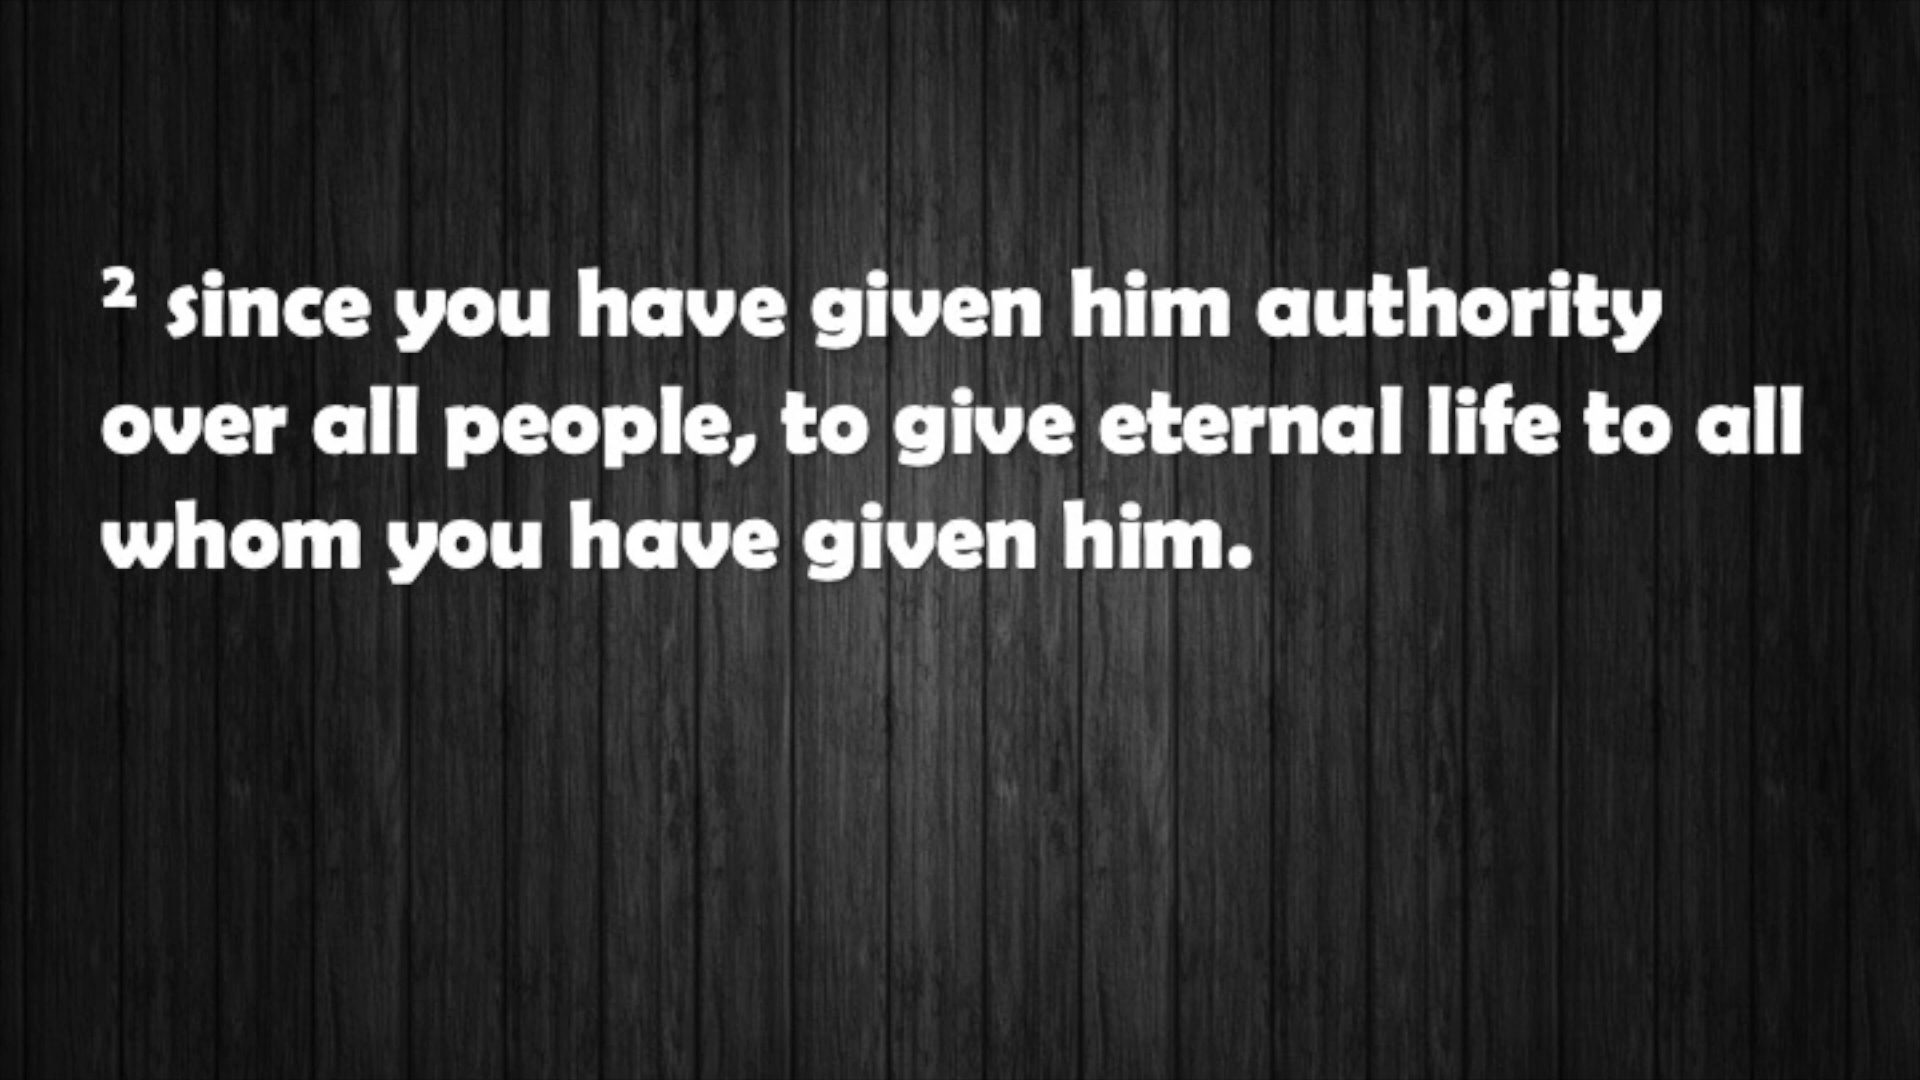 ² since you have given him authority
over all people, to give eternal life to all
whom you have given him.